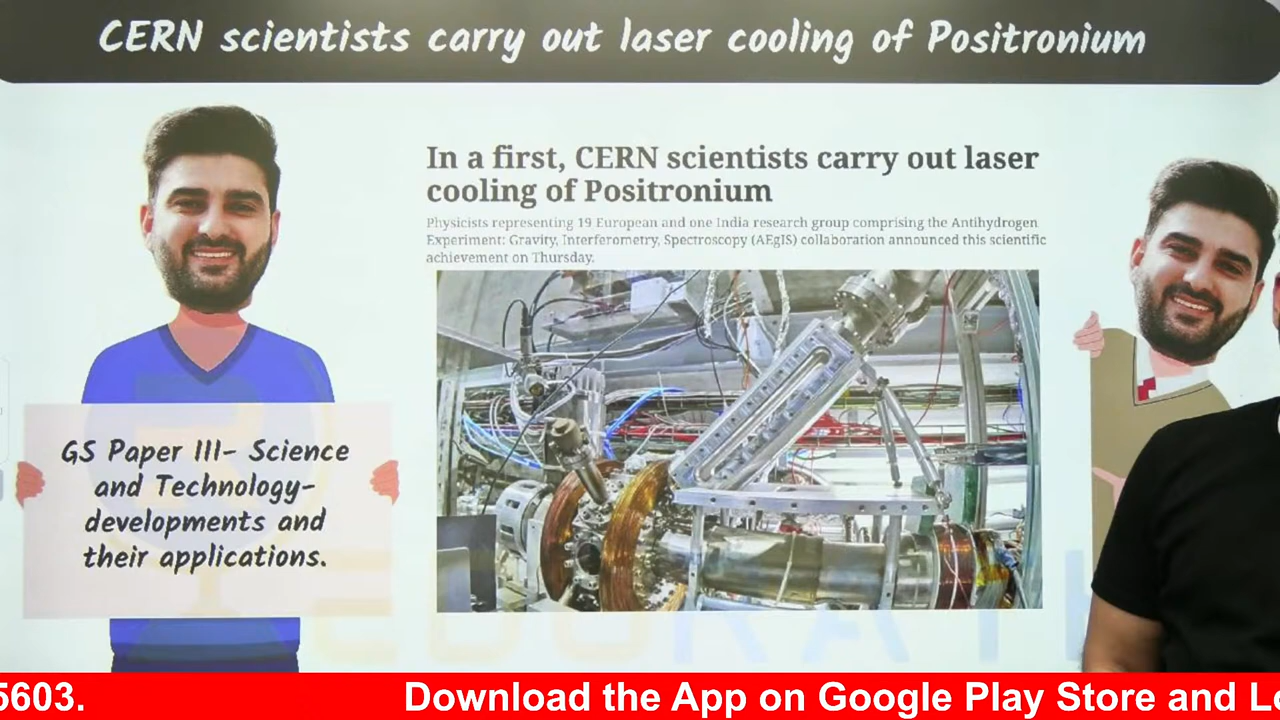 CERN scientists carry out laser cooling of Positronium
In a first, CERN scientists carry out laser
cooling of Positronium
Physicists representing 19 European and one India research group comprising the Antihydrogen
Experiment: Gravity, Interferometry, Spectroscopy (AEgIS) collaboration announced this scientific
achievement on Thursday.
GS Paper III- Science
and Technology-
developments and
their applications.
5603.
Download the App on Google Play Store and